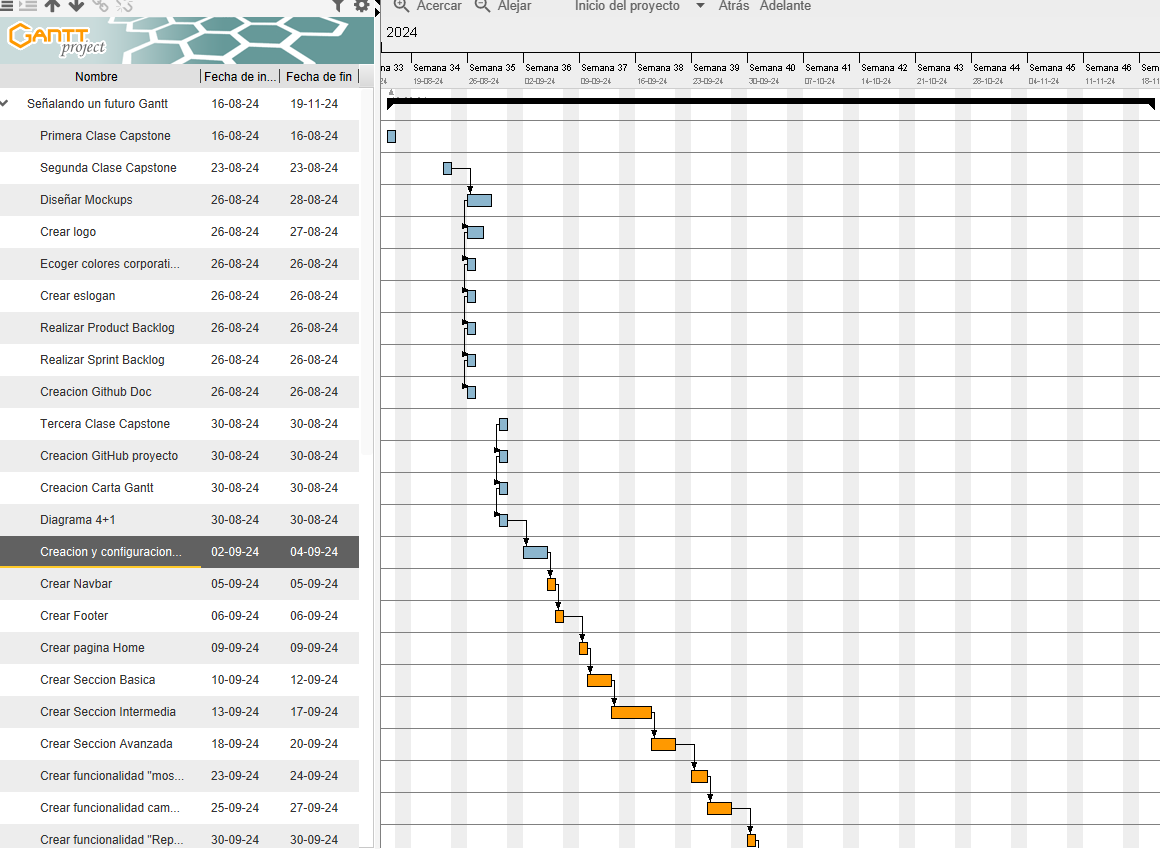 Acercar Alejar Inicio del proyecto Atrás Adelante
GANTT project
2024
Nombre Fecha de in... Fecha de fin
na 33 Semana 34 Semana 35 Semana 36 Semana 37 Semana 38 Semana 39 Semana 40 Semana 41 Semana 42 Semana 43 Semana 44 Semana 45 Semana 46 Sem
24 19-08-24 26-08-24 02-09-24 09-09-24 16-09-24 23-09-24 30-09-24 07-10-24 14-10-24 21-10-24 28-10-24 04-11-24 11-11-24 18-11
Señalando un futuro Gantt 16-08-24 19-11-24
Primera Clase Capstone 16-08-24 16-08-24
Segunda Clase Capstone 23-08-24 23-08-24
Diseñar Mockups 26-08-24 28-08-24
Crear logo 26-08-24 27-08-24
Ecoger colores corporati... 26-08-24 26-08-24
Crear eslogan 26-08-24 26-08-24
Realizar Product Backlog 26-08-24 26-08-24
Realizar Sprint Backlog 26-08-24 26-08-24
Creacion Github Doc 26-08-24 26-08-24
Tercera Clase Capstone 30-08-24 30-08-24
Creacion GitHub proyecto 30-08-24 30-08-24
Creacion Carta Gantt 30-08-24 30-08-24
Diagrama 4+1 30-08-24 30-08-24
Creacion y configuracion... 02-09-24 04-09-24
Crear Navbar 05-09-24 05-09-24
Crear Footer 06-09-24 06-09-24
Crear pagina Home 09-09-24 09-09-24
Crear Seccion Basica 10-09-24 12-09-24
Crear Seccion Intermedia 13-09-24 17-09-24
Crear Seccion Avanzada 18-09-24 20-09-24
Crear funcionalidad "mos... 23-09-24 24-09-24
Crear funcionalidad cam... 25-09-24 27-09-24
Crear funcionalidad "Rep... 30-09-24 30-09-24